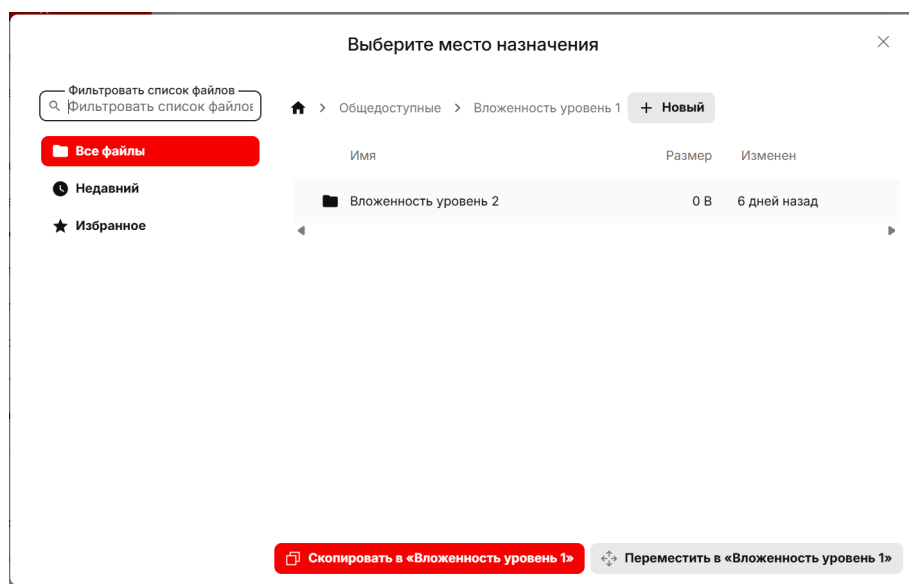 Выберите место назначения
Фильтровать список файлов
Фильтровать список файлов
Общедоступные > Вложенность уровень 1 + Новый
Все файлы
Недавний
Избранное
Имя Размер Изменен
Вложенность уровень 2 0 B 6 дней назад
Скопировать в «Вложенность уровень 1» Переместить в «Вложенность уровень 1»